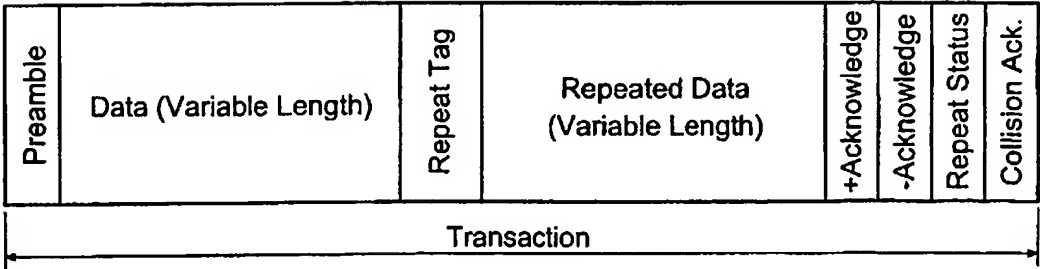 Preamble
Data (Variable Length)
Repeat Tag
Repeated Data
(Variable Length)
+Acknowledge
-Acknowledge
Repeat Status
Collision Ack.
Transaction